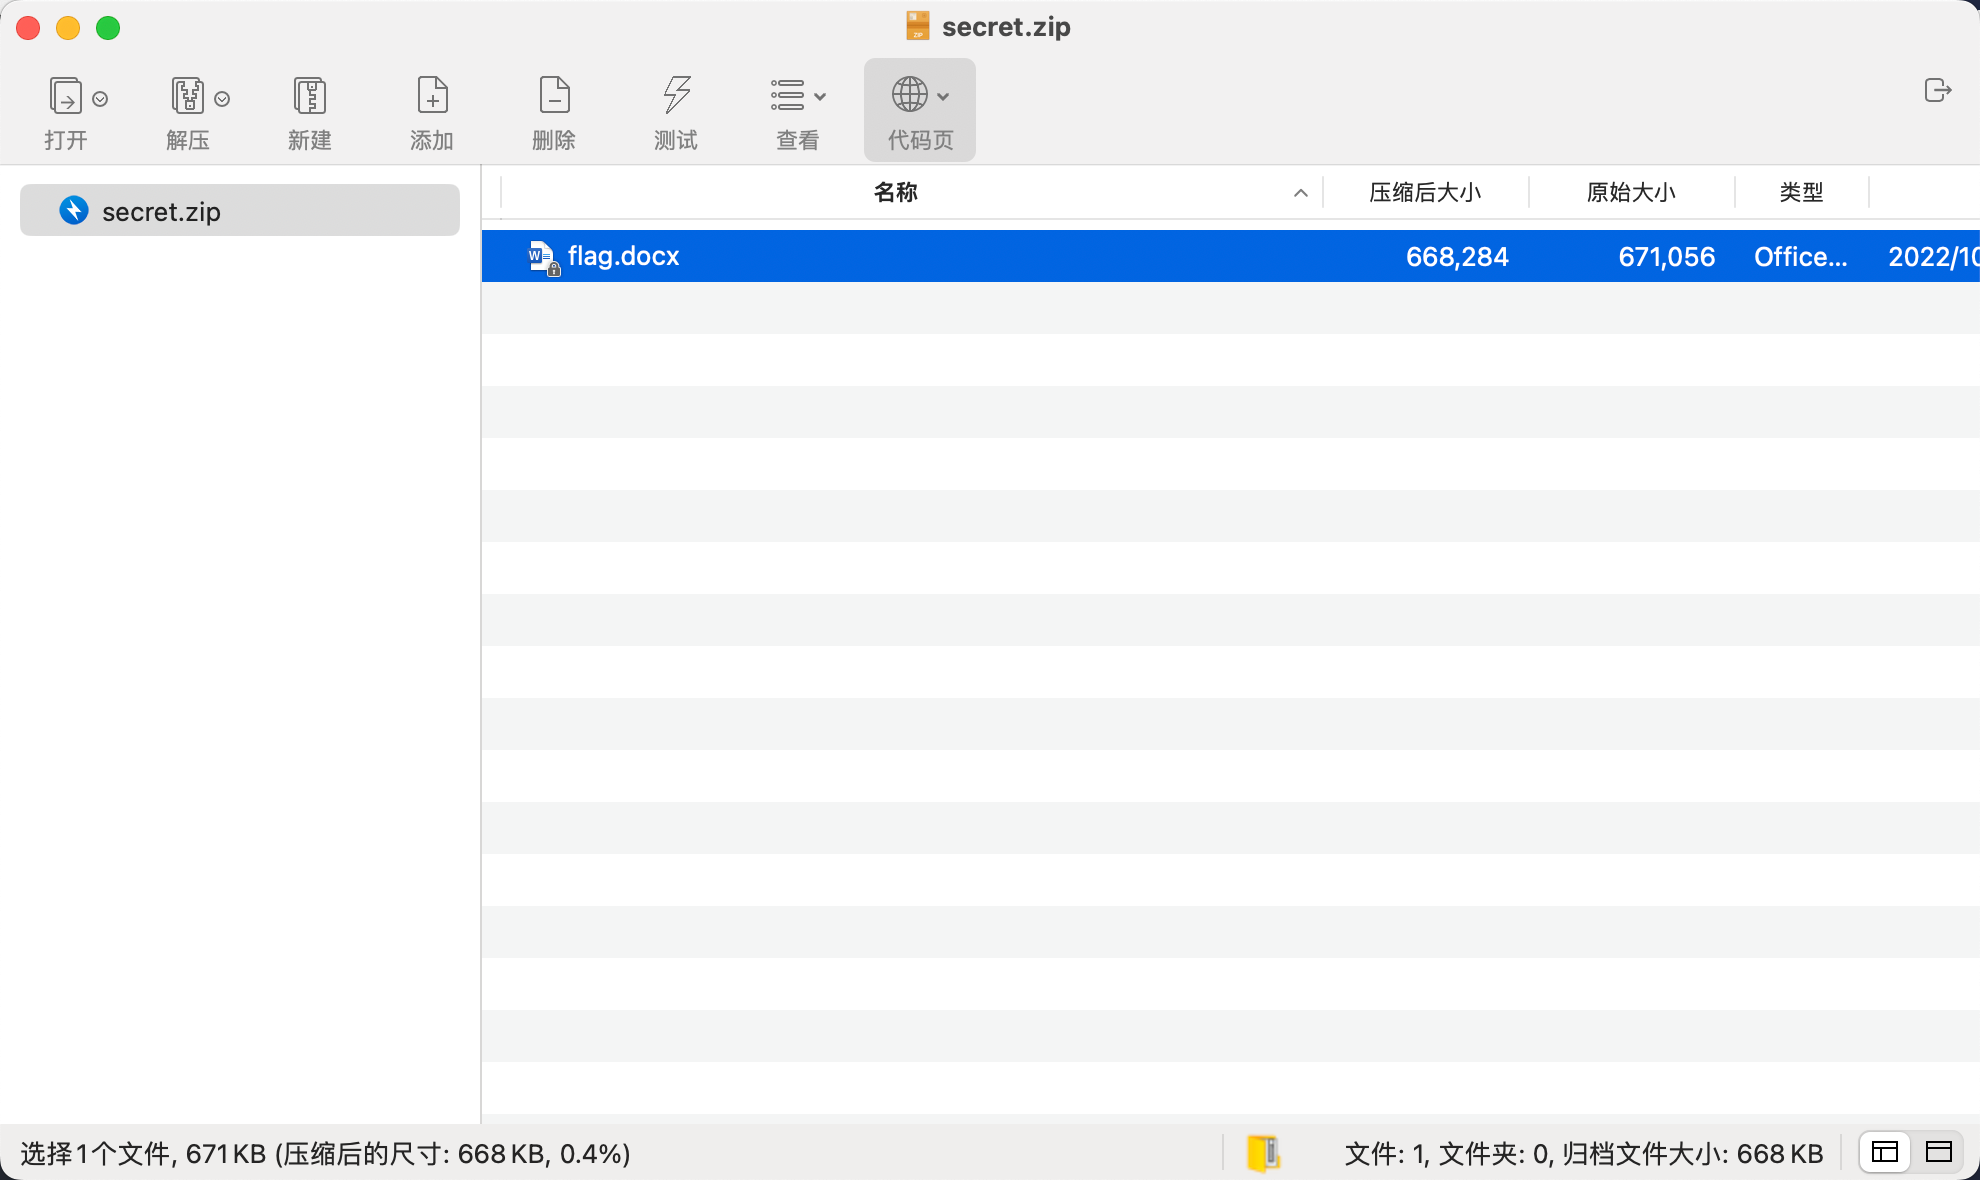 secret.zip
打开 解压 新建 添加 删除 测试 查看 代码页
secret.zip
名称 压缩后大小 原始大小 类型
flag.docx 668,284 671,056 Office... 2022/10
选择1个文件, 671 KB (压缩后的尺寸: 668 KB, 0.4%) 文件: 1, 文件夹: 0, 归档文件大小: 668 KB